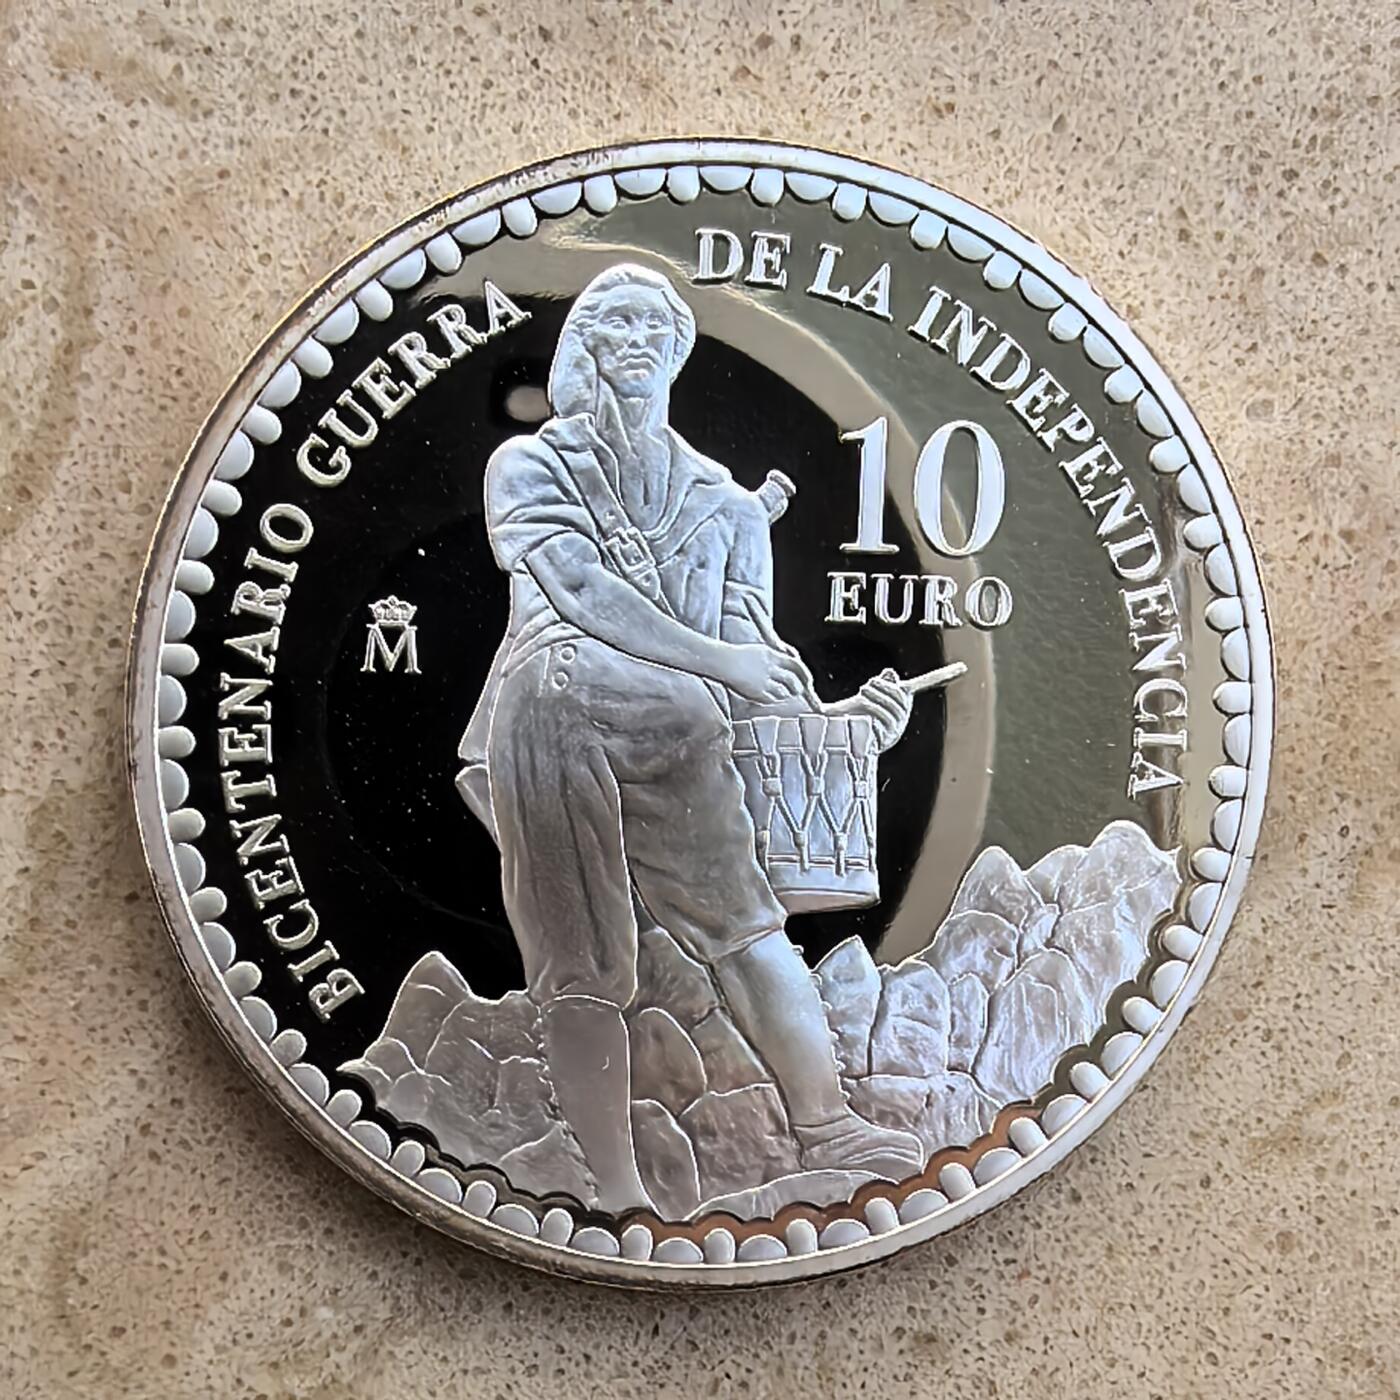 BICENTENARIO GUERRA DE LA INDEPENDENCIA
10
EURO
M